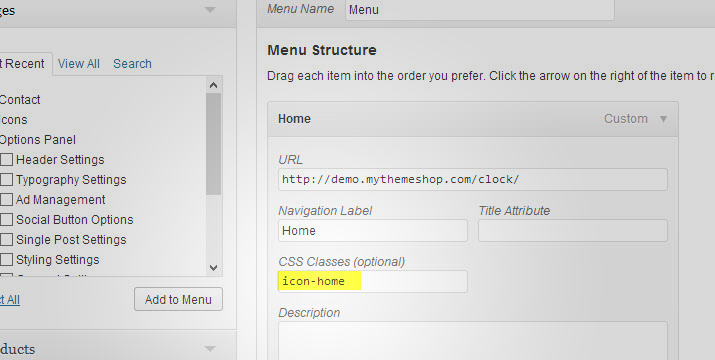 ges
t Recent View All Search
Contact
cons
Options Panel
Header Settings
Typography Settings
Ad Management
Social Button Options
Single Post Settings
Styling Settings
ct All Add to Menu
ducts
Menu Name Menu
Menu Structure
Drag each item into the order you prefer. Click the arrow on the right of the item to r
Home Custom
URL
http://demo.mythemeshop.com/clock/
Navigation Label Title Attribute
Home
CSS Classes (optional)
icon-home
Description